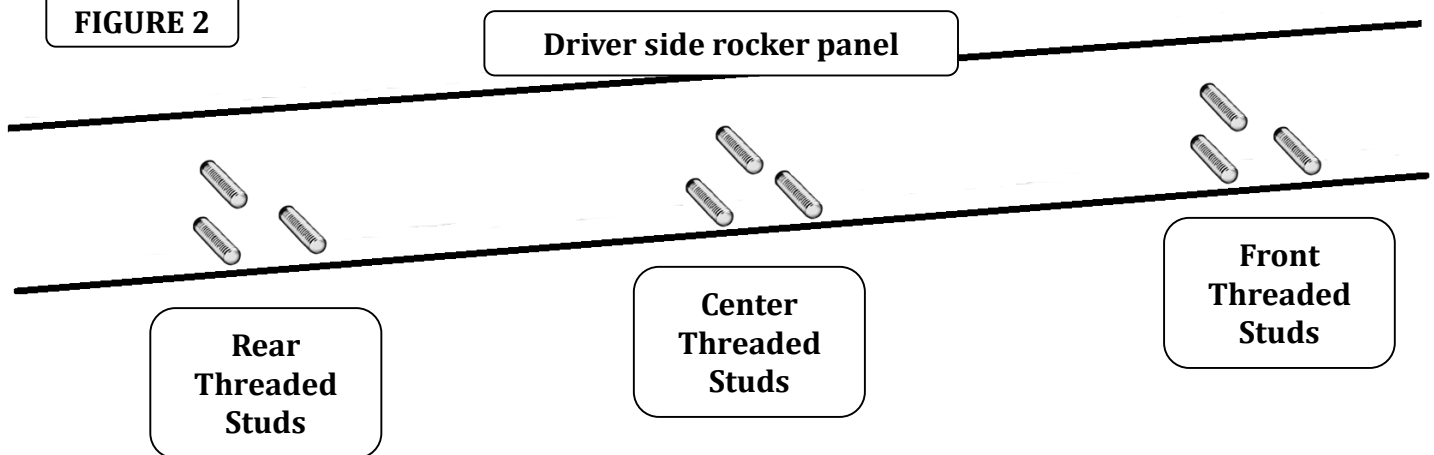 FIGURE 2
Driver side rocker panel
Front
Threaded
Studs
Center
Threaded
Studs
Rear
Threaded
Studs